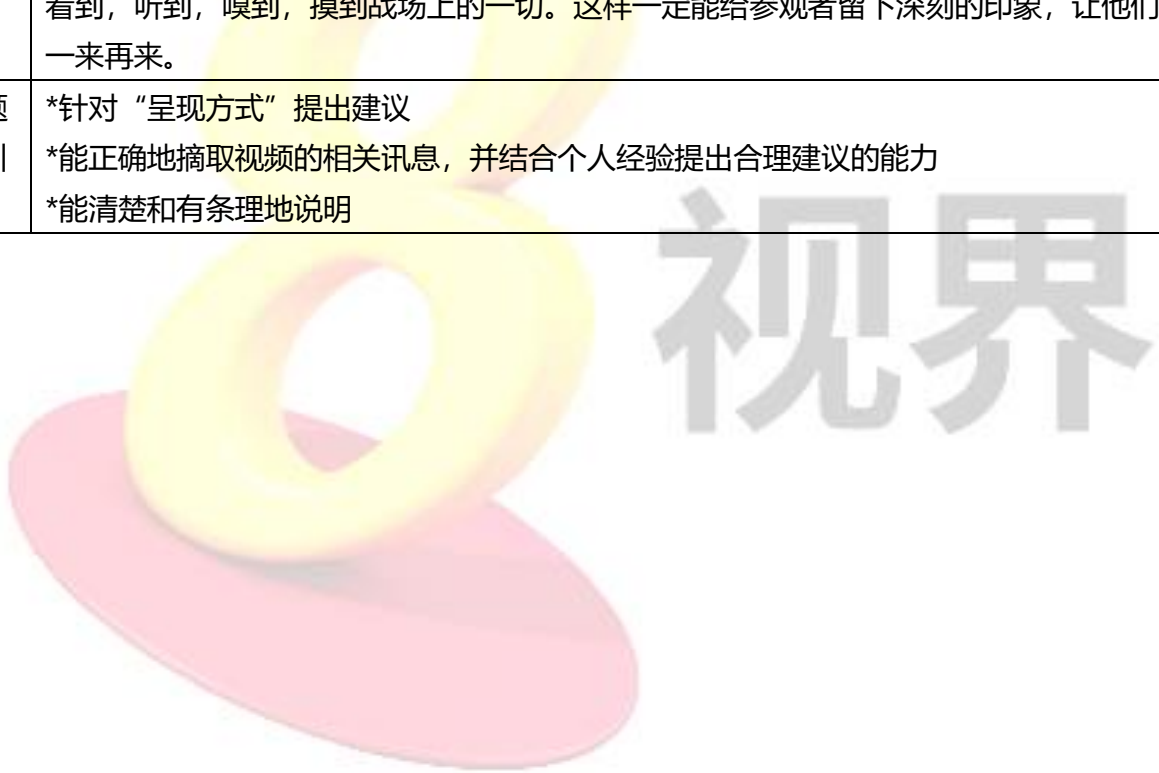 看到，听到，嗅到，摸到战场上的一切。这样一定能给参观者留下深刻的印象，让他们
一来再来。
题 *针对“呈现方式”提出建议
*能正确地摘取视频的相关讯息，并结合个人经验提出合理建议的能力
*能清楚和有条理地说明
8视界